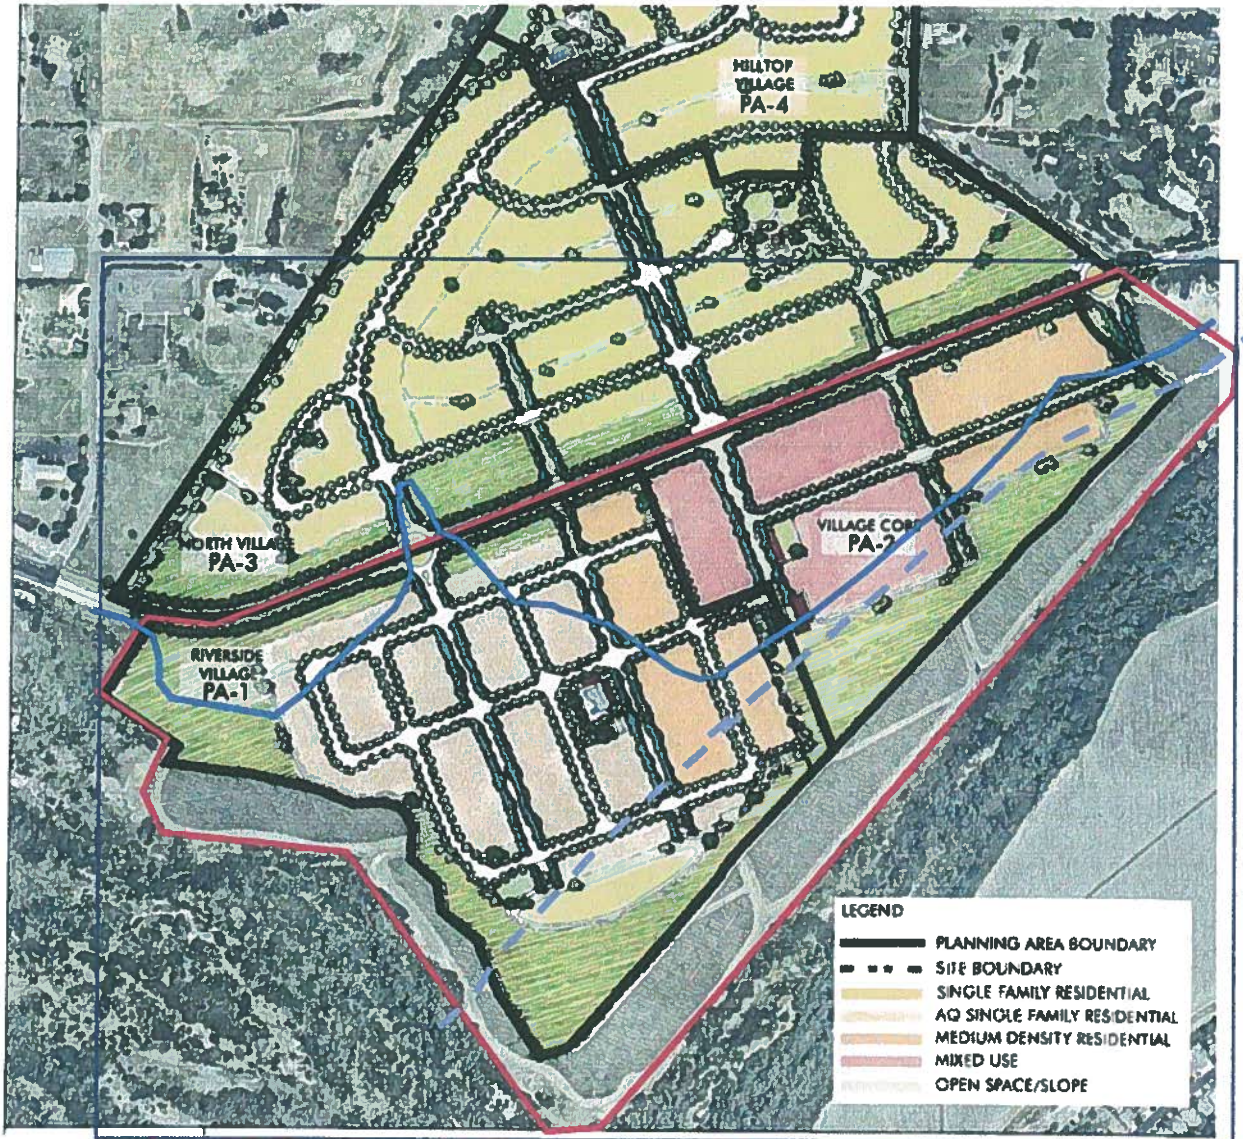 HILLTOP
VILLAGE
PA-4
NORTH VILLAGE
PA-3
VILLAGE CORE
PA-2
RIVERSIDE
VILLAGE
PA-1
LEGEND
PLANNING AREA BOUNDARY
SITE BOUNDARY
SINGLE FAMILY RESIDENTIAL
AQ SINGLE FAMILY RESIDENTIAL
MEDIUM DENSITY RESIDENTIAL
MIXED USE
OPEN SPACE/SLOPE